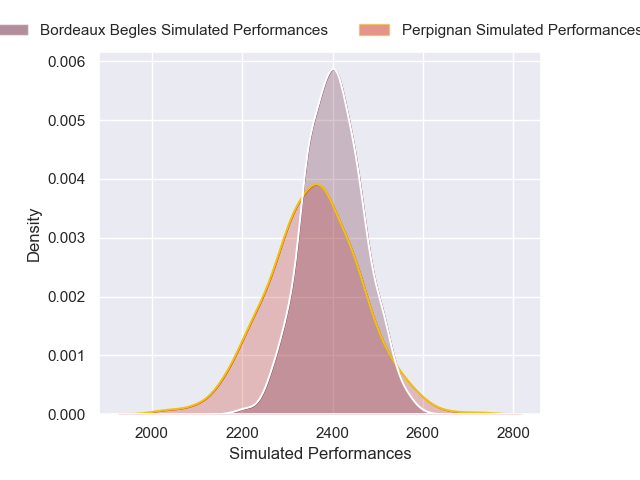 Bordeaux Begles Simulated Performances
Perpignan Simulated Performances
0.006
0.005
0.004
0.003
0.002
0.001
0.000
Density
2000 2200 2400 2600 2800
Simulated Performances